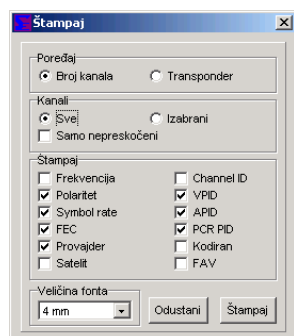 Štampaj
Poređaj
Broj kanala Transponder
Kanali
Sve Izabrani
Samo nepreskočeni
Štampaj
Frekvencija Channel ID
Polaritet VPID
Symbol rate APID
FEC PCR PID
Provajder Kodiran
Satelit FAV
Veličina fonta
4 mm Odustani Štampaj